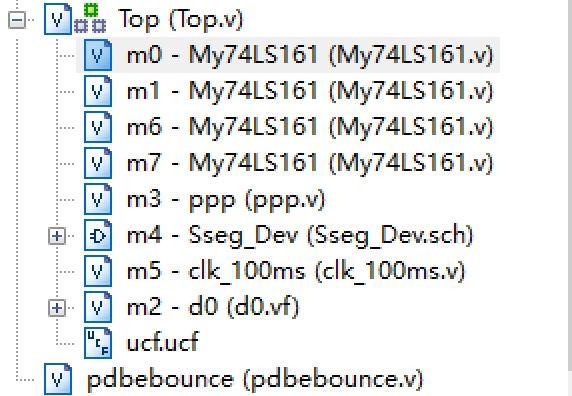 Top (Top.v)
m0 - My74LS161 (My74LS161.v)
m1 - My74LS161 (My74LS161.v)
m6 - My74LS161 (My74LS161.v)
m7 - My74LS161 (My74LS161.v)
m3 - ppp (ppp.v)
m4 - Sseg_Dev (Sseg_Dev.sch)
m5 - clk_100ms (clk_100ms.v)
m2 - d0 (d0.vf)
ucf.ucf
pdbebounce (pdbebounce.v)